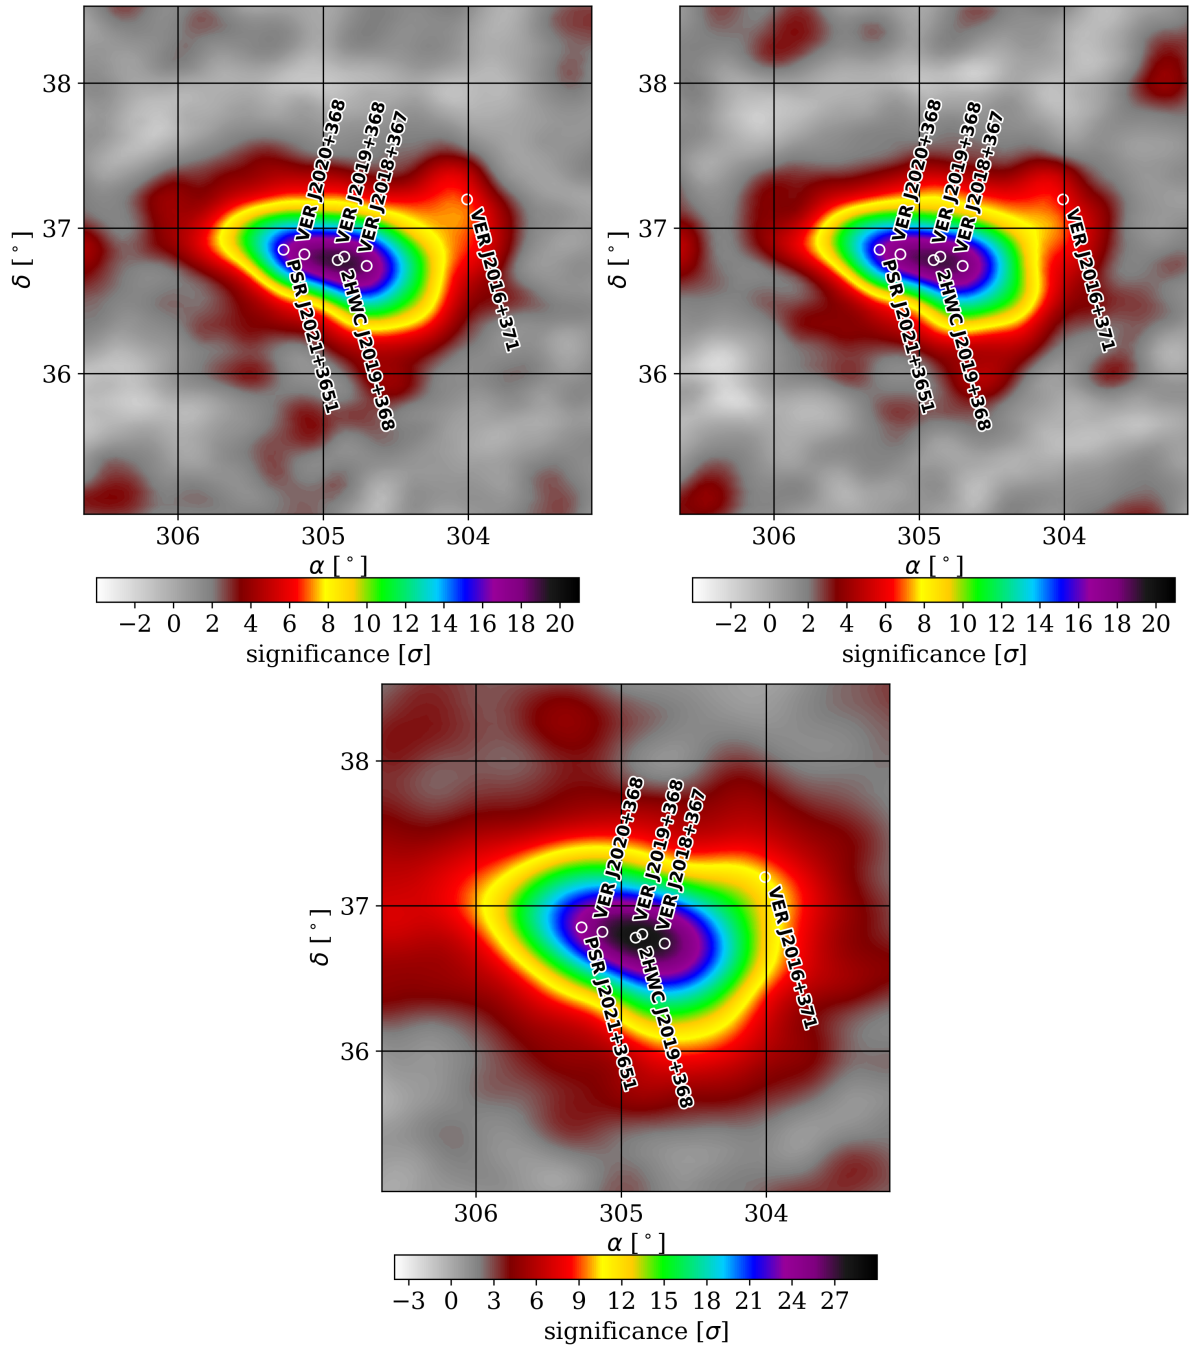 38
37
36
δ [°]
VER J2020+368
VER J2019+368
VER J2018+367
VER J2016+371
PSR J2021+3651
2HWC J2019+368
306 305 304
α [°]
−2 0 2 4 6 8 10 12 14 16 18 20
significance [σ]
38
37
36
δ [°]
VER J2020+368
VER J2019+368
VER J2018+367
VER J2016+371
PSR J2021+3651
2HWC J2019+368
306 305 304
α [°]
−2 0 2 4 6 8 10 12 14 16 18 20
significance [σ]
38
37
36
δ [°]
VER J2020+368
VER J2019+368
VER J2018+367
VER J2016+371
PSR J2021+3651
2HWC J2019+368
306 305 304
α [°]
−3 0 3 6 9 12 15 18 21 24 27
significance [σ]